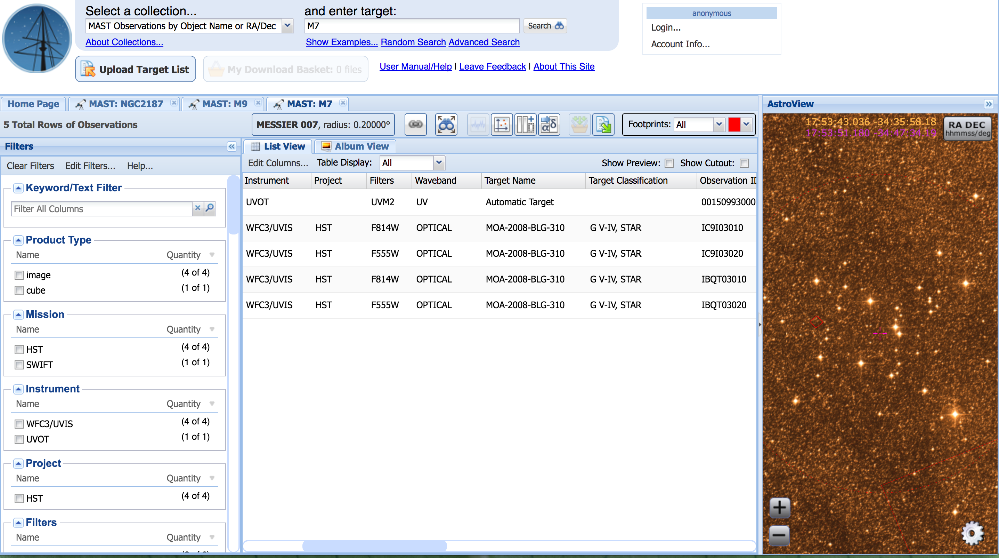 Select a collection... and enter target:
MAST Observations by Object Name or RA/Dec M7 Search
About Collections... Show Examples... Random Search Advanced Search
anonymous
Login...
Account Info...
Upload Target List My Download Basket: 0 files User Manual/Help | Leave Feedback | About This Site
Home Page MAST: NGC2187 MAST: M9 MAST: M7
5 Total Rows of Observations MESSIER 007, radius: 0.20000° αδ Footprints: All
Filters
Clear Filters Edit Filters... Help...
Keyword/Text Filter
Filter All Columns
Product Type
Name Quantity
image (4 of 4)
cube (1 of 1)
Mission
Name Quantity
HST (4 of 4)
SWIFT (1 of 1)
Instrument
Name Quantity
WFC3/UVIS (4 of 4)
UVOT (1 of 1)
Project
Name Quantity
HST (4 of 4)
Filters
Name Quantity
List View Album View
Edit Columns... Table Display: All Show Preview: Show Cutout:
Instrument Project Filters Waveband Target Name Target Classification Observation ID
UVOT UVM2 UV Automatic Target 00150993000
WFC3/UVIS HST F814W OPTICAL MOA-2008-BLG-310 G V-IV, STAR IC9I03010
WFC3/UVIS HST F555W OPTICAL MOA-2008-BLG-310 G V-IV, STAR IC9I03020
WFC3/UVIS HST F814W OPTICAL MOA-2008-BLG-310 G V-IV, STAR IBQT03010
WFC3/UVIS HST F555W OPTICAL MOA-2008-BLG-310 G V-IV, STAR IBQT03020
AstroView
17:53:43.036 -34:35:58.18
17:53:51.180 -34:47:34.19
RA DEC
hhmmss/deg